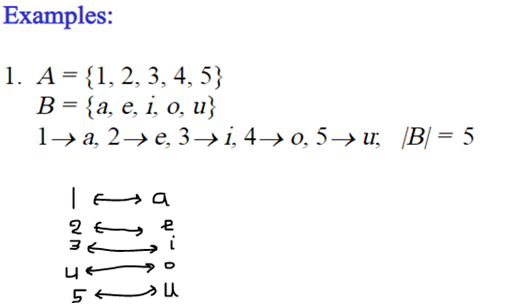 Examples:
1. A = {1, 2, 3, 4, 5}
B = {a, e, i, o, u}
1→ a, 2→ e, 3→ i, 4→ o, 5→ u; |B| = 5
1 ↔ a
2 ↔ e
3 ↔ i
4 ↔ o
5 ↔ u